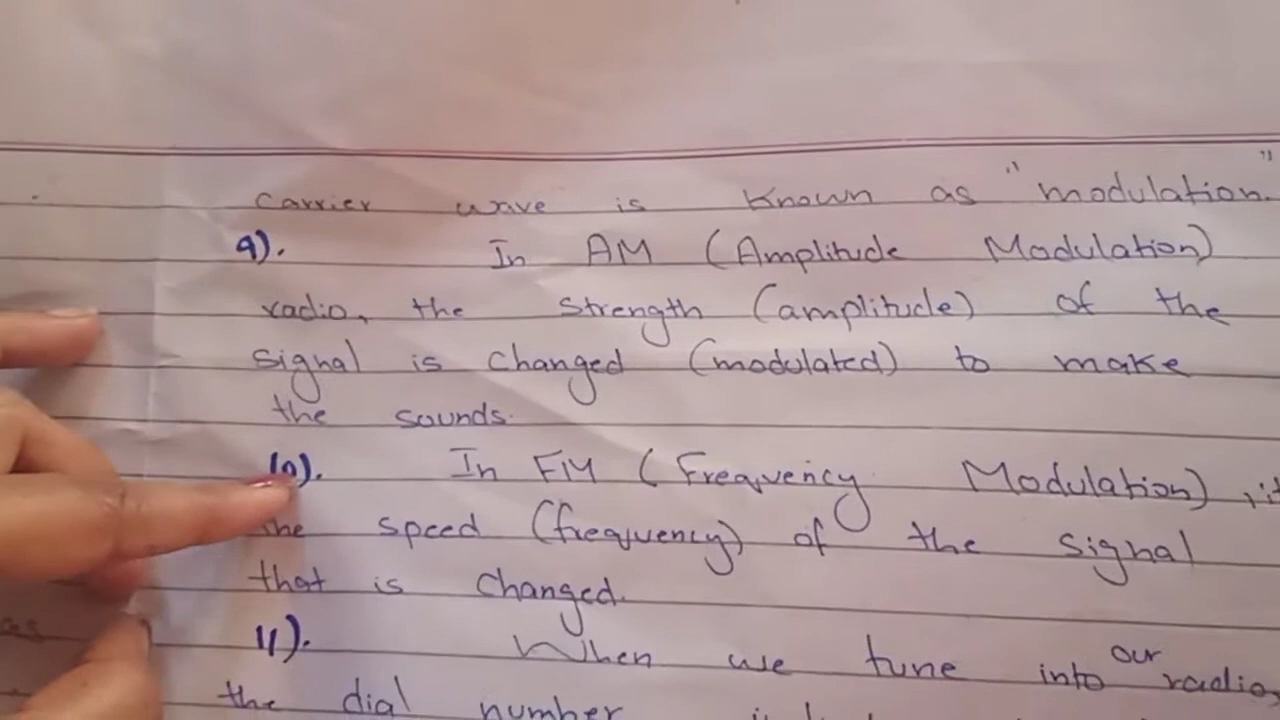 carrier wave is known as "modulation."
9). In AM (Amplitude Modulation)
radio, the strength (amplitude) of the
signal is changed (modulated) to make
the sounds.
10). In FM (Frequency Modulation),
the speed (frequency) of the signal
that is changed.
11). When we tune into our radio,
the dial number
as